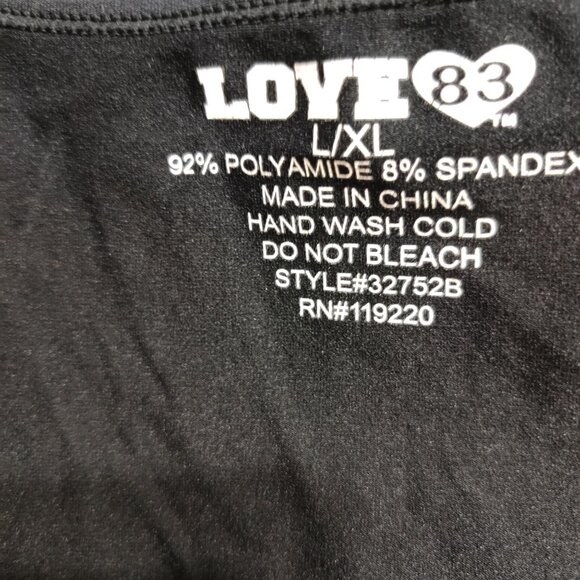 LOVE 83 ™
L/XL
92% POLYAMIDE 8% SPANDEX
MADE IN CHINA
HAND WASH COLD
DO NOT BLEACH
STYLE#32752B
RN#119220